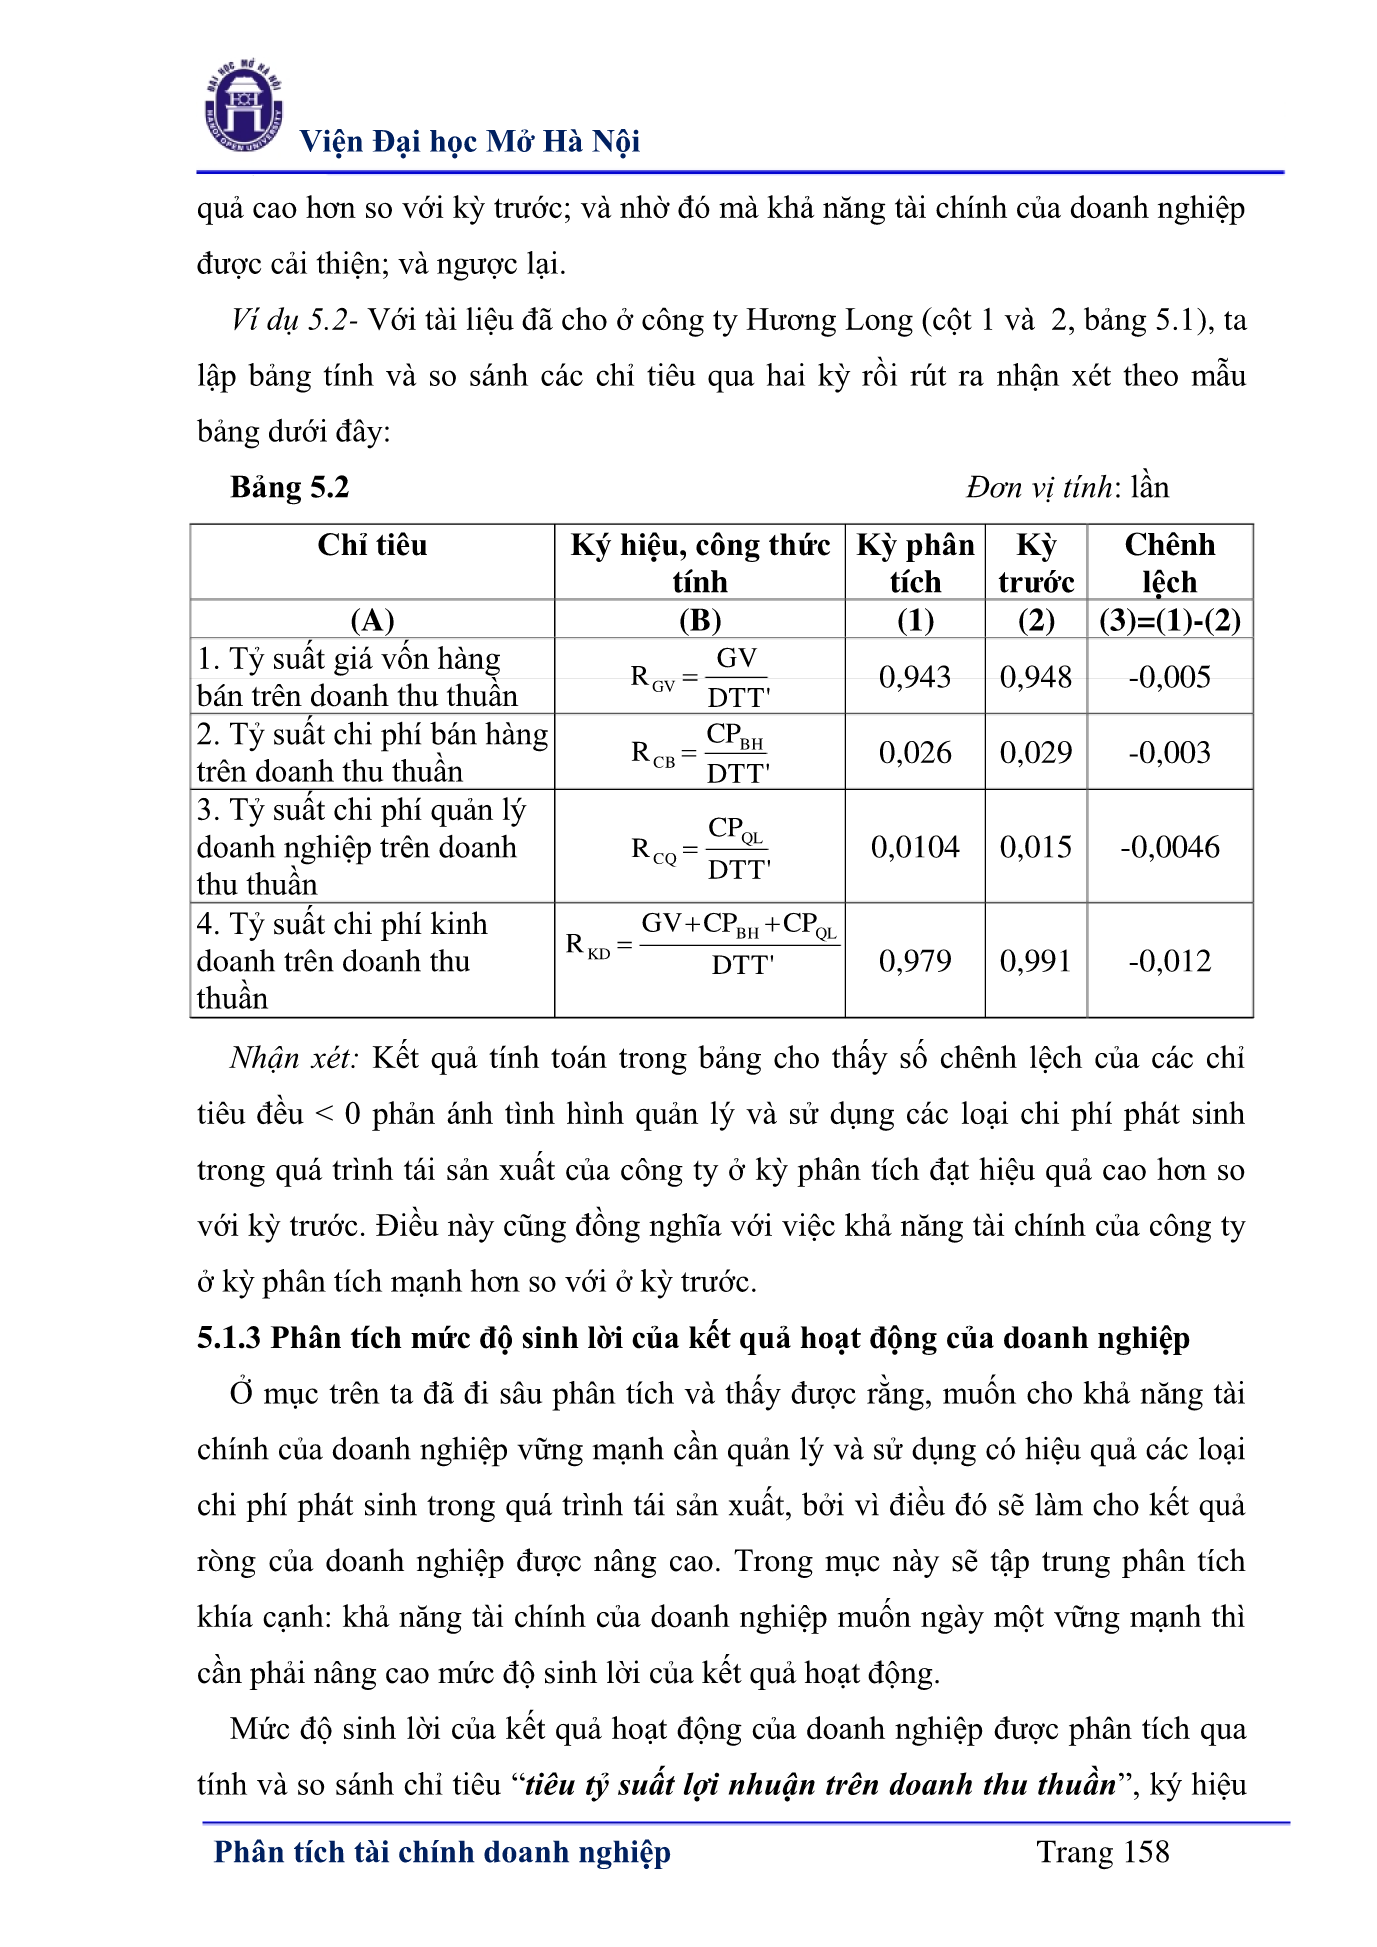 ĐẠI HỌC MỞ HÀ NỘI
HANOI OPEN UNIVERSITY
Viện Đại học Mở Hà Nội
quả cao hơn so với kỳ trước; và nhờ đó mà khả năng tài chính của doanh nghiệp
được cải thiện; và ngược lại.
Ví dụ 5.2- Với tài liệu đã cho ở công ty Hương Long (cột 1 và 2, bảng 5.1), ta
lập bảng tính và so sánh các chỉ tiêu qua hai kỳ rồi rút ra nhận xét theo mẫu
bảng dưới đây:
Bảng 5.2 Đơn vị tính: lần
Chỉ tiêu Ký hiệu, công thức tính Kỳ phân tích Kỳ trước Chênh lệch
(A) (B) (1) (2) (3)=(1)-(2)
1. Tỷ suất giá vốn hàng
bán trên doanh thu thuần
R GV = GV / DTT' 0,943 0,948 -0,005
2. Tỷ suất chi phí bán hàng
trên doanh thu thuần
R CB = CP BH / DTT' 0,026 0,029 -0,003
3. Tỷ suất chi phí quản lý
doanh nghiệp trên doanh
thu thuần
R CQ = CP QL / DTT' 0,0104 0,015 -0,0046
4. Tỷ suất chi phí kinh
doanh trên doanh thu
thuần
R KD = GV+CP BH +CP QL / DTT' 0,979 0,991 -0,012
Nhận xét: Kết quả tính toán trong bảng cho thấy số chênh lệch của các chỉ
tiêu đều < 0 phản ánh tình hình quản lý và sử dụng các loại chi phí phát sinh
trong quá trình tái sản xuất của công ty ở kỳ phân tích đạt hiệu quả cao hơn so
với kỳ trước. Điều này cũng đồng nghĩa với việc khả năng tài chính của công ty
ở kỳ phân tích mạnh hơn so với ở kỳ trước.
5.1.3 Phân tích mức độ sinh lời của kết quả hoạt động của doanh nghiệp
Ở mục trên ta đã đi sâu phân tích và thấy được rằng, muốn cho khả năng tài
chính của doanh nghiệp vững mạnh cần quản lý và sử dụng có hiệu quả các loại
chi phí phát sinh trong quá trình tái sản xuất, bởi vì điều đó sẽ làm cho kết quả
ròng của doanh nghiệp được nâng cao. Trong mục này sẽ tập trung phân tích
khía cạnh: khả năng tài chính của doanh nghiệp muốn ngày một vững mạnh thì
cần phải nâng cao mức độ sinh lời của kết quả hoạt động.
Mức độ sinh lời của kết quả hoạt động của doanh nghiệp được phân tích qua
tính và so sánh chỉ tiêu “tiêu tỷ suất lợi nhuận trên doanh thu thuần”, ký hiệu
Phân tích tài chính doanh nghiệp Trang 158